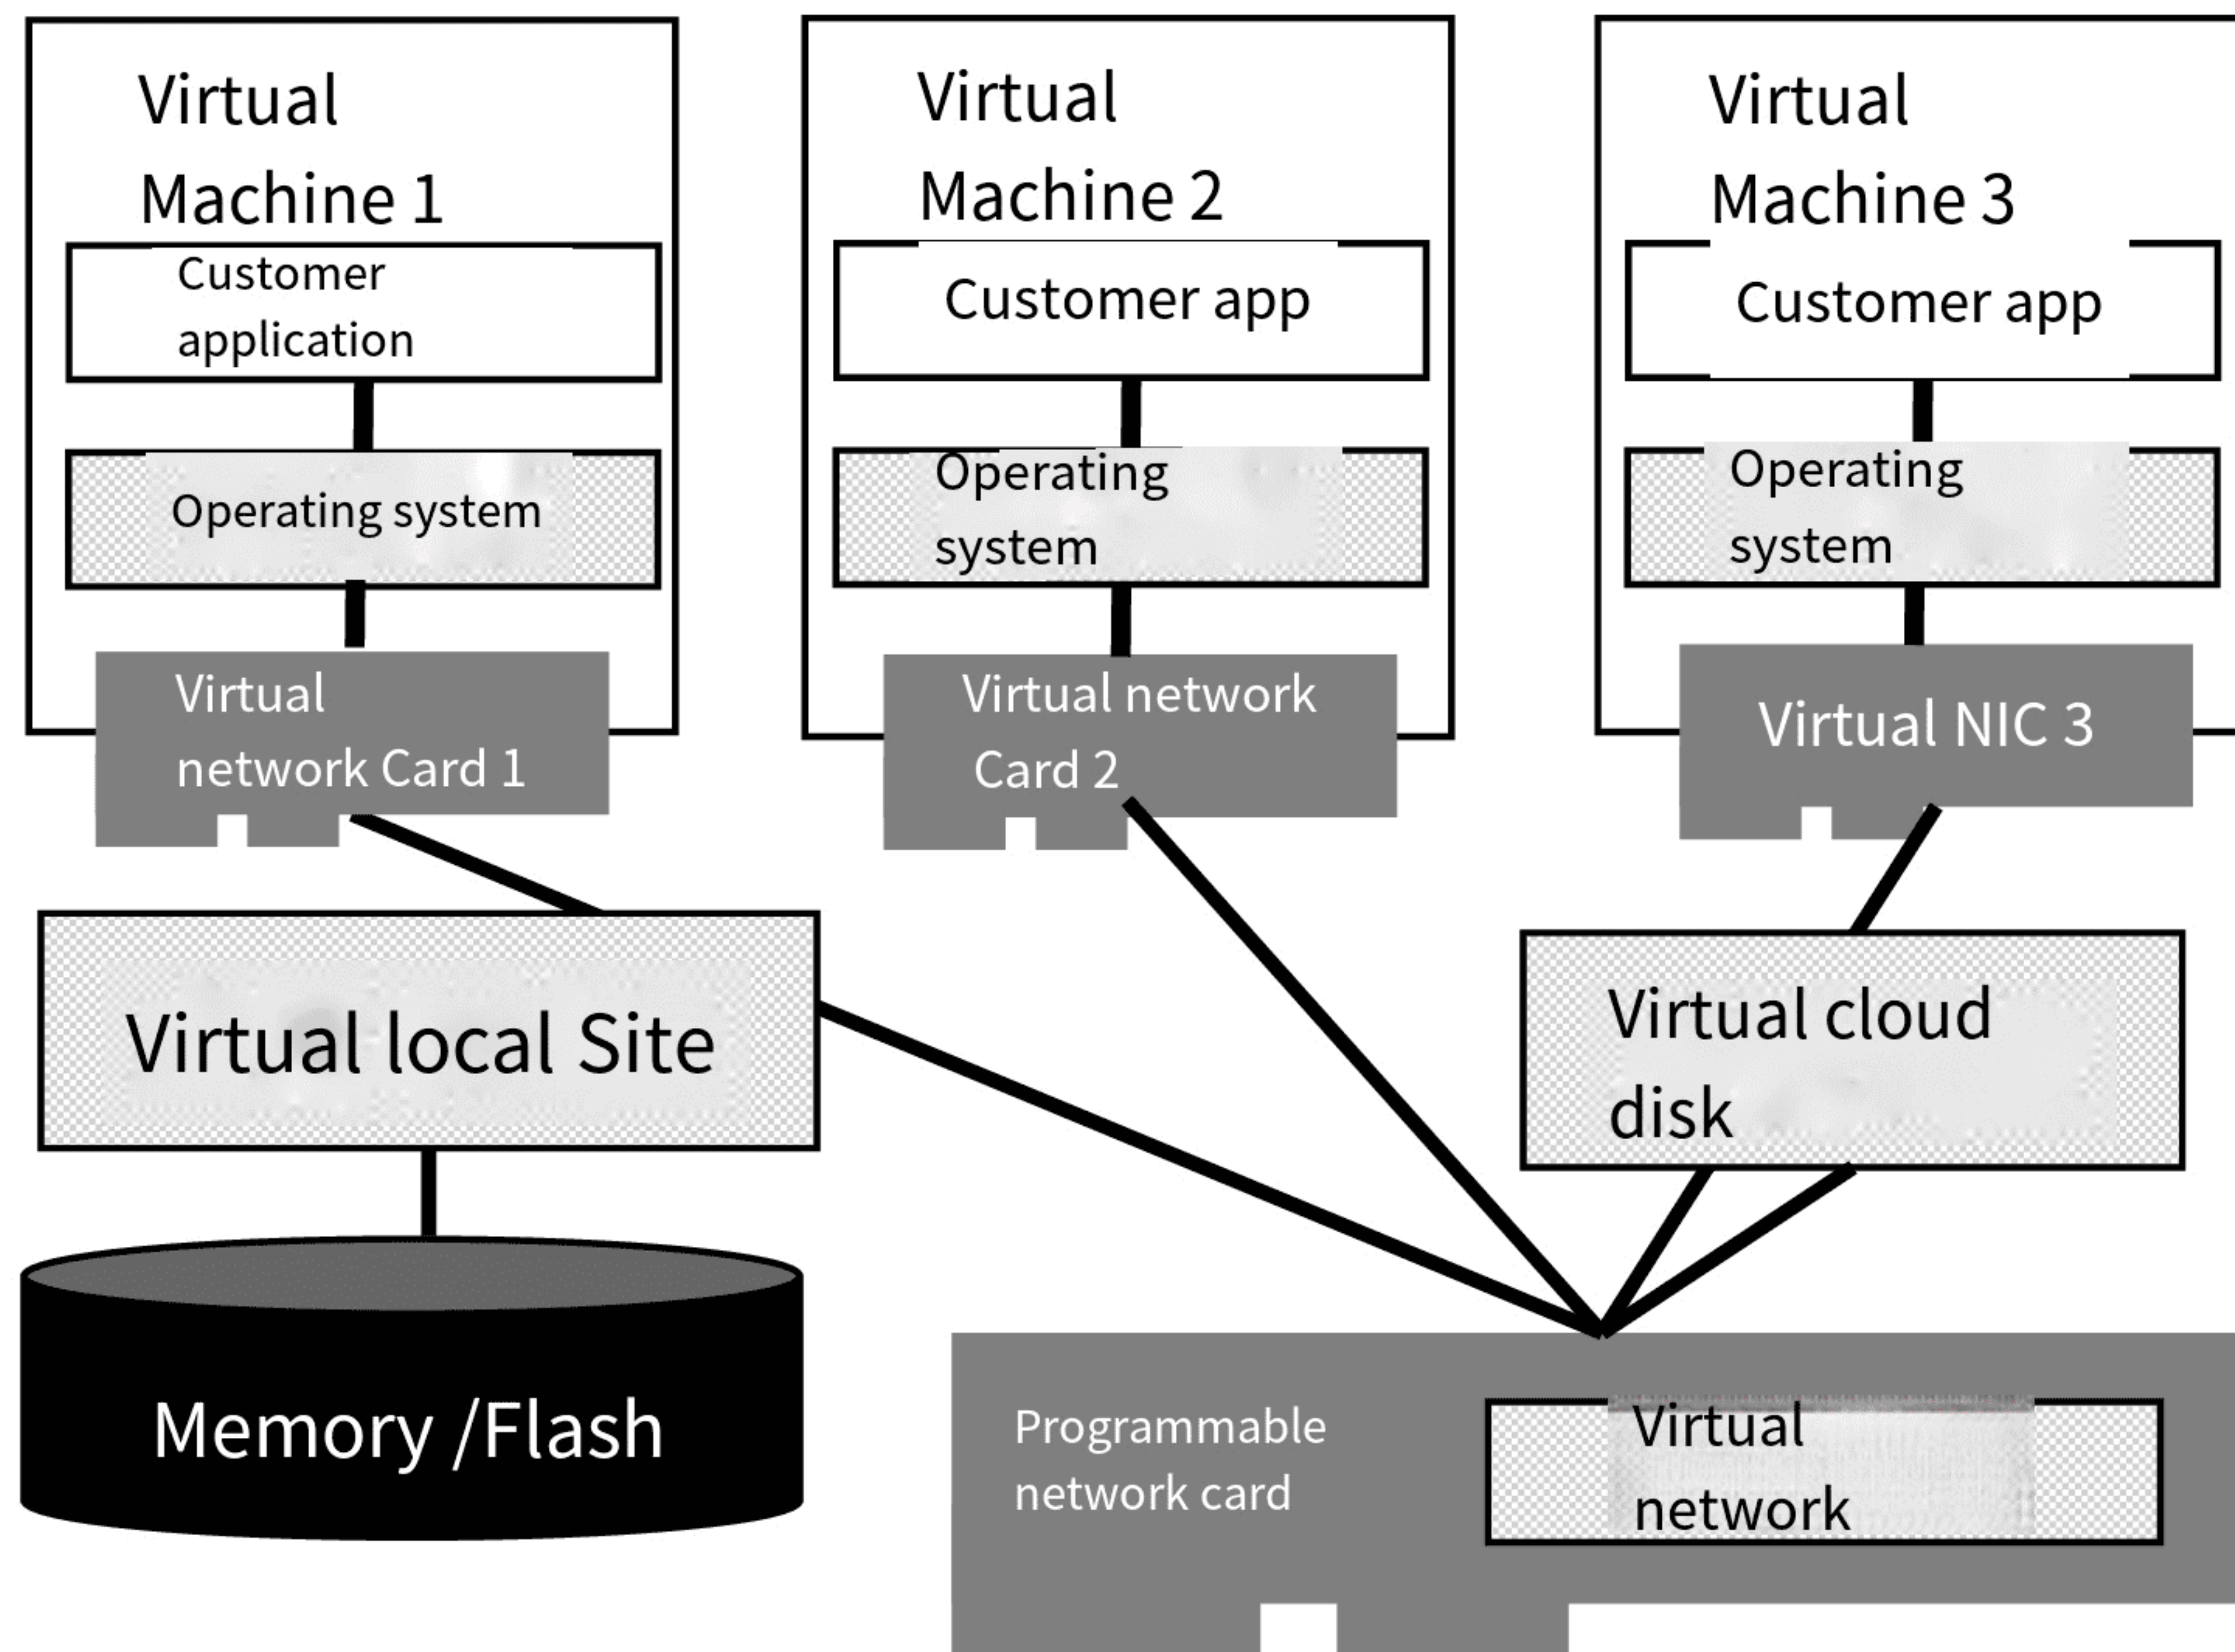 Virtual
Machine 1
Customer
application
Operating system
Virtual
network Card 1
Virtual
Machine 2
Customer app
Operating
system
Virtual network
Card 2
Virtual
Machine 3
Customer app
Operating
system
Virtual NIC 3
Virtual local Site
Virtual cloud
disk
Memory /Flash
Programmable
network card
Virtual
network